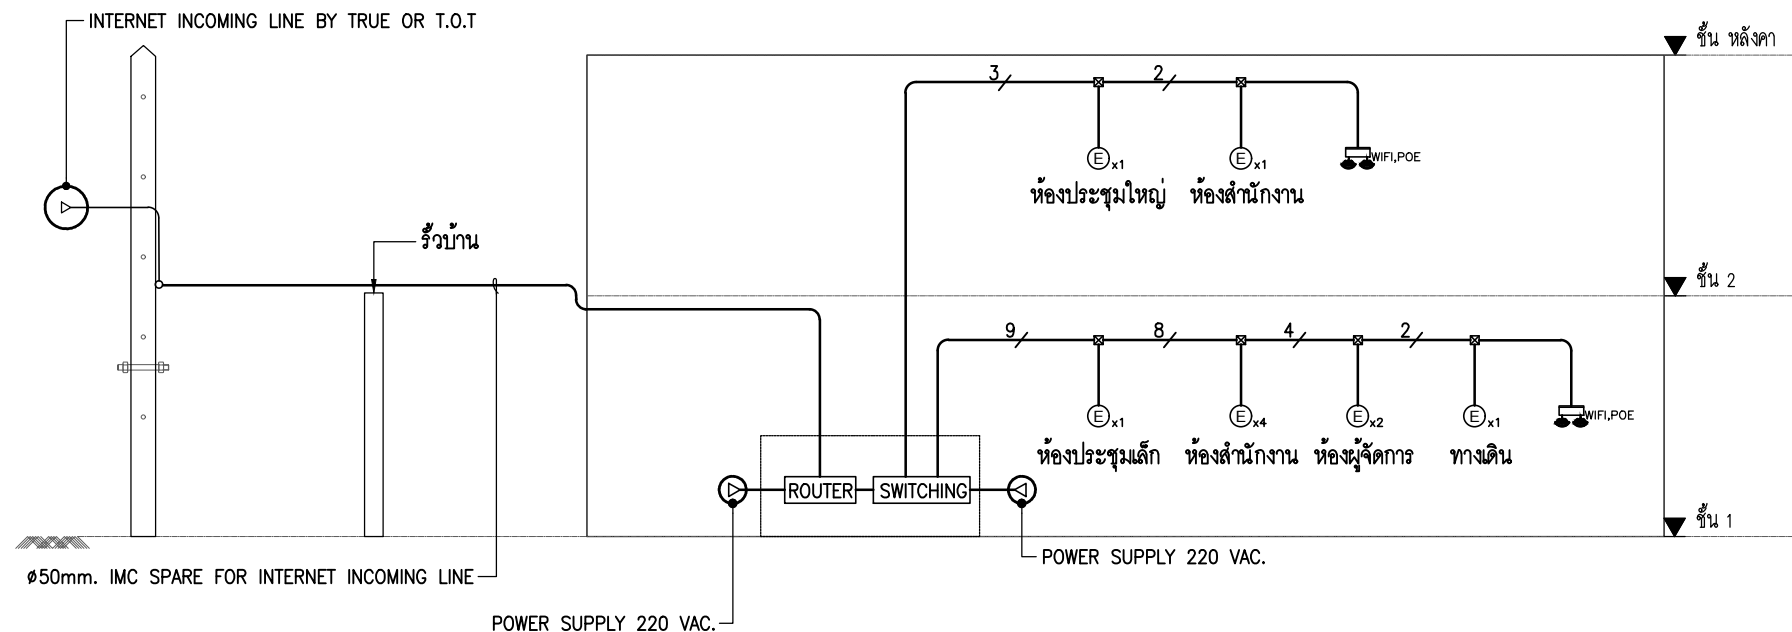 INTERNET INCOMING LINE BY TRUE OR T.O.T
ชั้น หลังคา
3
2
E x1
E x1
WIFI,POE
ห้องประชุมใหญ่
ห้องสำนักงาน
รั้วบ้าน
ชั้น 2
9
8
4
2
E x1
E x4
E x2
E x1
WIFI,POE
ห้องประชุมเล็ก
ห้องสำนักงาน
ห้องผู้จัดการ
ทางเดิน
ROUTER
SWITCHING
ชั้น 1
POWER SUPPLY 220 VAC.
ø50mm. IMC SPARE FOR INTERNET INCOMING LINE
POWER SUPPLY 220 VAC.